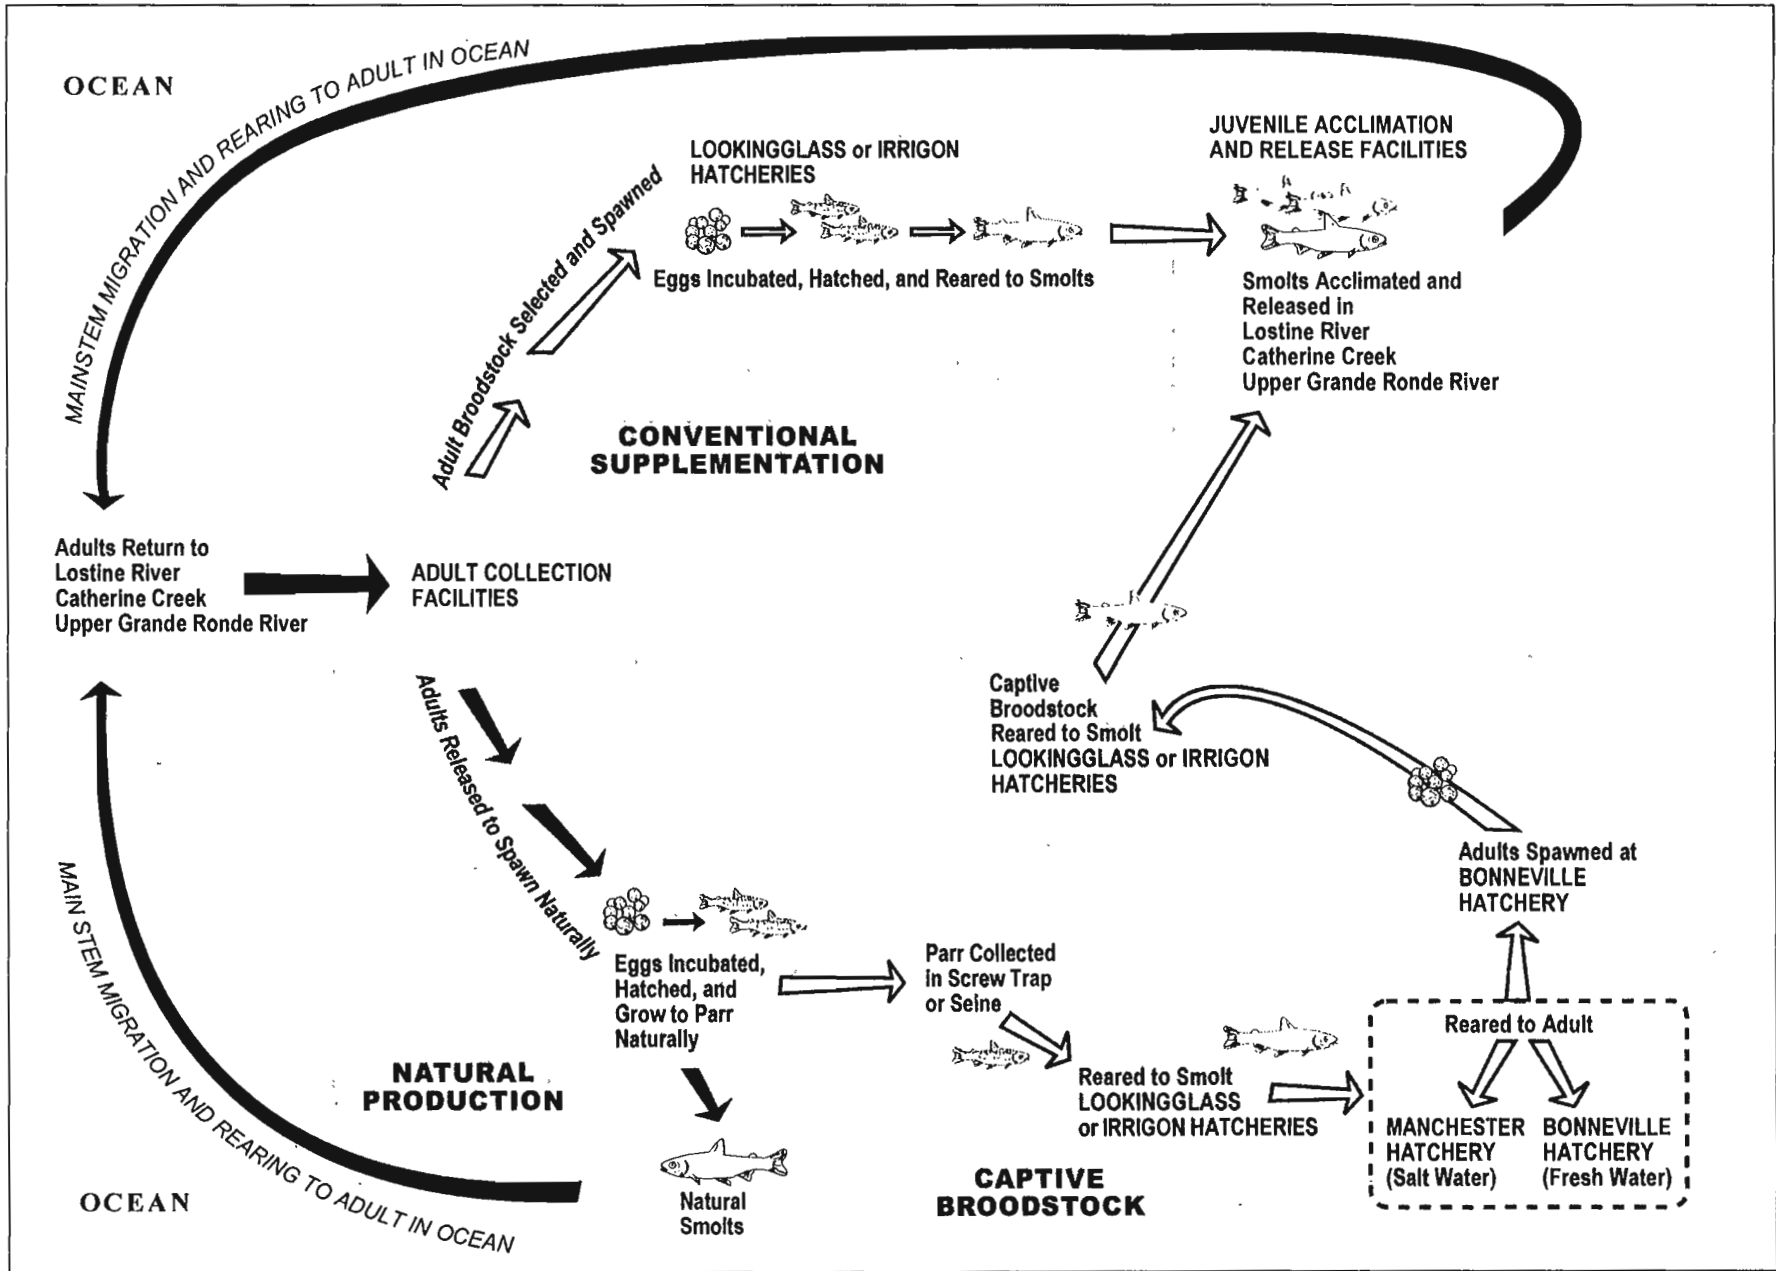 OCEAN
MAINSTEM MIGRATION AND REARING TO ADULT IN OCEAN
LOOKINGGLASS or IRRIGON
HATCHERIES
Eggs Incubated, Hatched, and Reared to Smolts
JUVENILE ACCLIMATION
AND RELEASE FACILITIES
Smolts Acclimated and
Released in
Lostine River
Catherine Creek
Upper Grande Ronde River
Adult Broodstock Selected and Spawned
CONVENTIONAL
SUPPLEMENTATION
Adults Return to
Lostine River
Catherine Creek
Upper Grande Ronde River
ADULT COLLECTION
FACILITIES
Adults Released to Spawn Naturally
Captive
Broodstock
Reared to Smolt
LOOKINGGLASS or IRRIGON
HATCHERIES
Adults Spawned at
BONNEVILLE
HATCHERY
Eggs Incubated,
Hatched, and
Grow to Parr
Naturally
Parr Collected
in Screw Trap
or Seine
Reared to Smolt
LOOKINGGLASS
or IRRIGON HATCHERIES
Reared to Adult
MANCHESTER
HATCHERY
(Salt Water)
BONNEVILLE
HATCHERY
(Fresh Water)
NATURAL
PRODUCTION
CAPTIVE
BROODSTOCK
Natural
Smolts
MAIN STEM MIGRATION AND REARING TO ADULT IN OCEAN
OCEAN